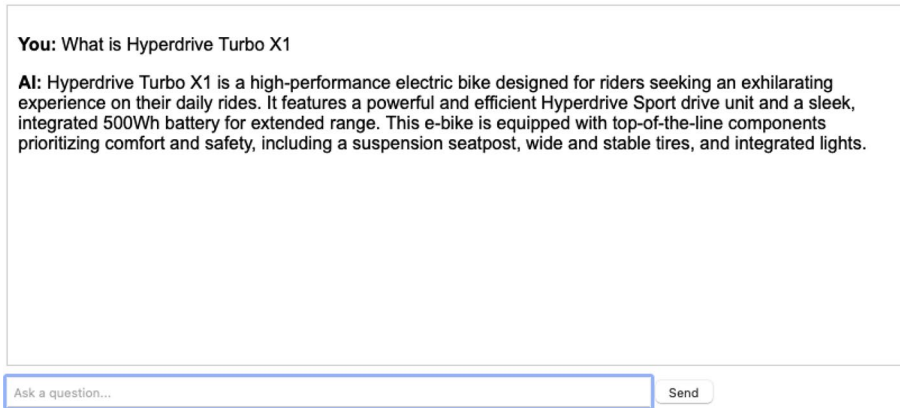 You: What is Hyperdrive Turbo X1
AI: Hyperdrive Turbo X1 is a high-performance electric bike designed for riders seeking an exhilarating
experience on their daily rides. It features a powerful and efficient Hyperdrive Sport drive unit and a sleek,
integrated 500Wh battery for extended range. This e-bike is equipped with top-of-the-line components
prioritizing comfort and safety, including a suspension seatpost, wide and stable tires, and integrated lights.
Ask a question... Send